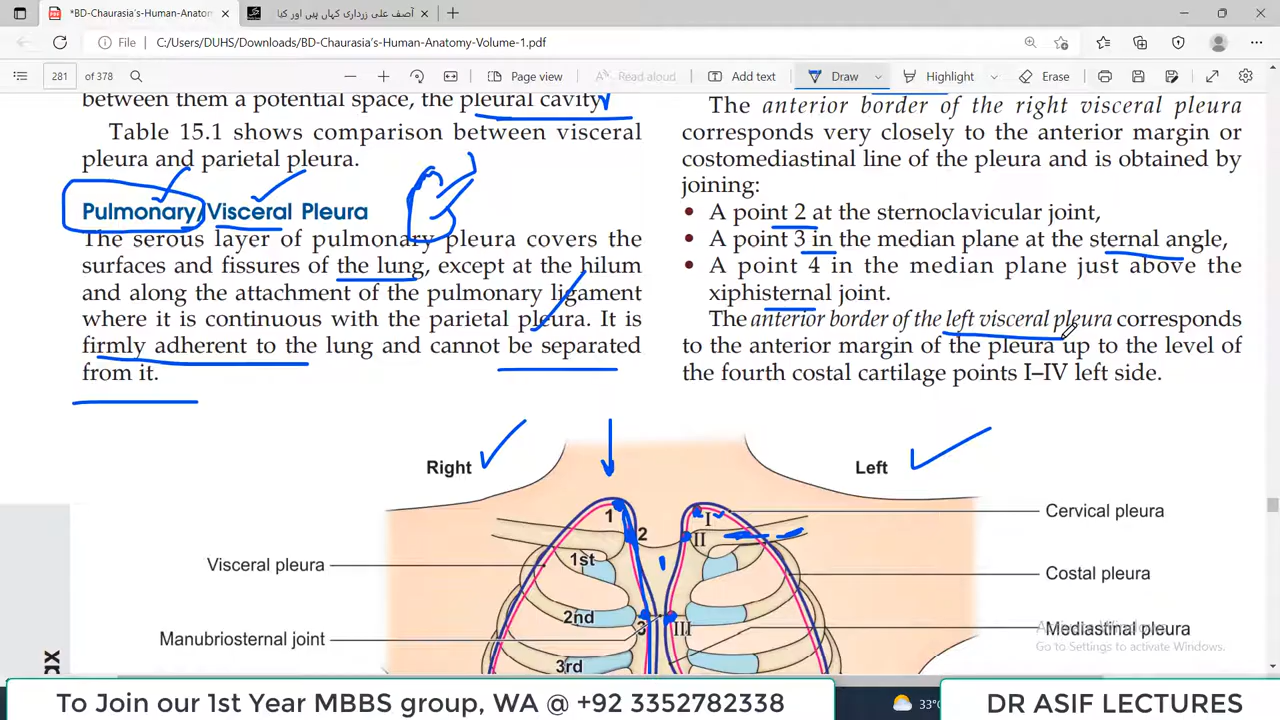 *BD-Chaurasia's-Human-Anatomy-
آصف علی زرداری کہاں ہیں اور کیا
File
C:/Users/DUHS/Downloads/BD-Chaurasia's-Human-Anatomy-Volume-1.pdf
281 of 378
Page view
Read aloud
Add text
Draw
Highlight
Erase
between them a potential space, the pleural cavity.
Table 15.1 shows comparison between visceral
pleura and parietal pleura.
Pulmonary/Visceral Pleura
The serous layer of pulmonary pleura covers the
surfaces and fissures of the lung, except at the hilum
and along the attachment of the pulmonary ligament
where it is continuous with the parietal pleura. It is
firmly adherent to the lung and cannot be separated
from it.
The anterior border of the right visceral pleura
corresponds very closely to the anterior margin or
costomediastinal line of the pleura and is obtained by
joining:
• A point 2 at the sternoclavicular joint,
• A point 3 in the median plane at the sternal angle,
• A point 4 in the median plane just above the
xiphisternal joint.
The anterior border of the left visceral pleura corresponds
to the anterior margin of the pleura up to the level of
the fourth costal cartilage points I–IV left side.
Right
Left
1
I
Cervical pleura
2
II
1st
Visceral pleura
Costal pleura
2nd
3
III
Manubriosternal joint
Mediastinal pleura
3rd
Activate Windows
Go to Settings to activate Windows.
To Join our 1st Year MBBS group, WA @ +92 3352782338
33°
DR ASIF LECTURES